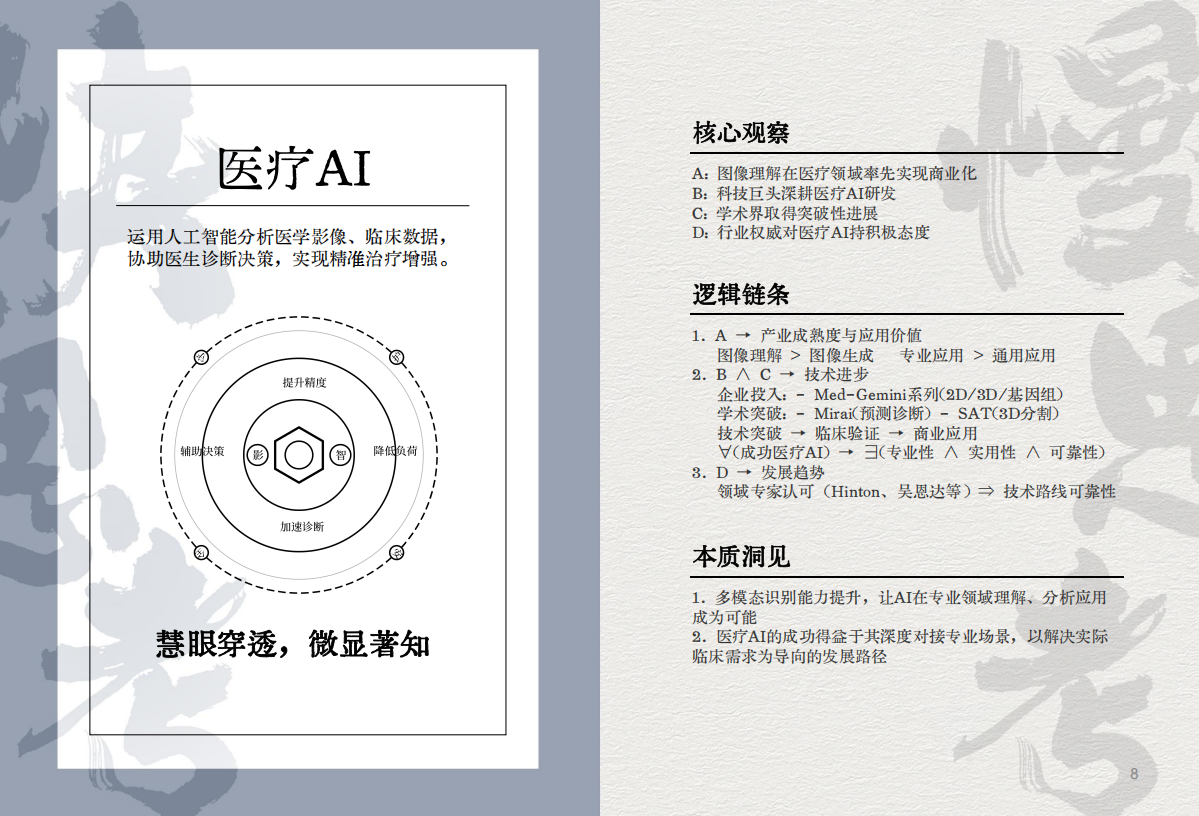 医疗AI
运用人工智能分析医学影像、临床数据，
协助医生诊断决策，实现精准治疗增强。
提升精度
辅助决策
影
智
降低负荷
加速诊断
慧眼穿透，微显著知
核心观察
A: 图像理解在医疗领域率先实现商业化
B: 科技巨头深耕医疗AI研发
C: 学术界取得突破性进展
D: 行业权威对医疗AI持积极态度
逻辑链条
1. A → 产业成熟度与应用价值
图像理解 > 图像生成 专业应用 > 通用应用
2. B ∧ C → 技术进步
企业投入: - Med-Gemini系列(2D/3D/基因组)
学术突破: - Mirai(预测诊断) - SAT(3D分割)
技术突破 → 临床验证 → 商业应用
∀(成功医疗AI) → ∃(专业性 ∧ 实用性 ∧ 可靠性)
3. D → 发展趋势
领域专家认可（Hinton、吴恩达等）⇒ 技术路线可靠性
本质洞见
1. 多模态识别能力提升，让AI在专业领域理解、分析应用
成为可能
2. 医疗AI的成功得益于其深度对接专业场景，以解决实际
临床需求为导向的发展路径
慢思考
8